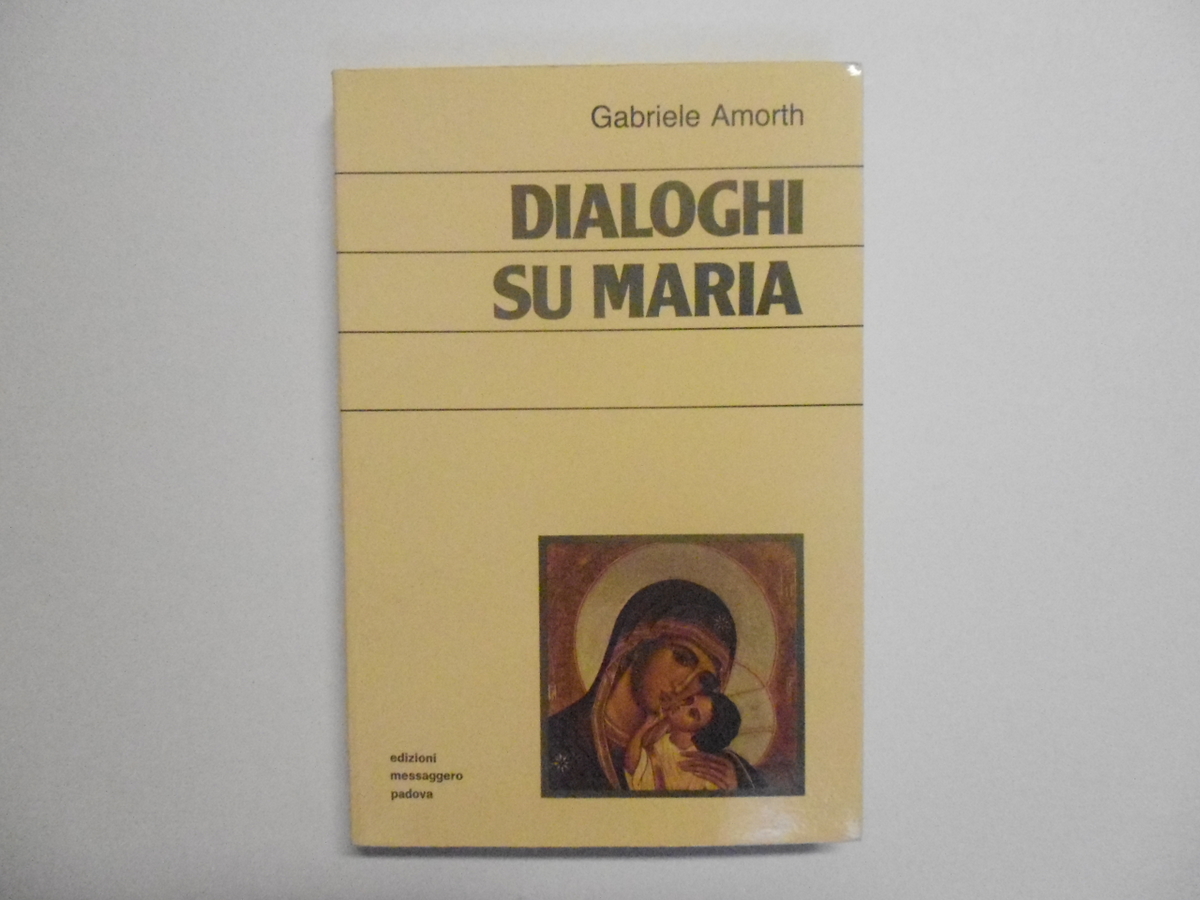 Gabriele Amorth
DIALOGHI
SU MARIA
edizioni
messaggero
padova